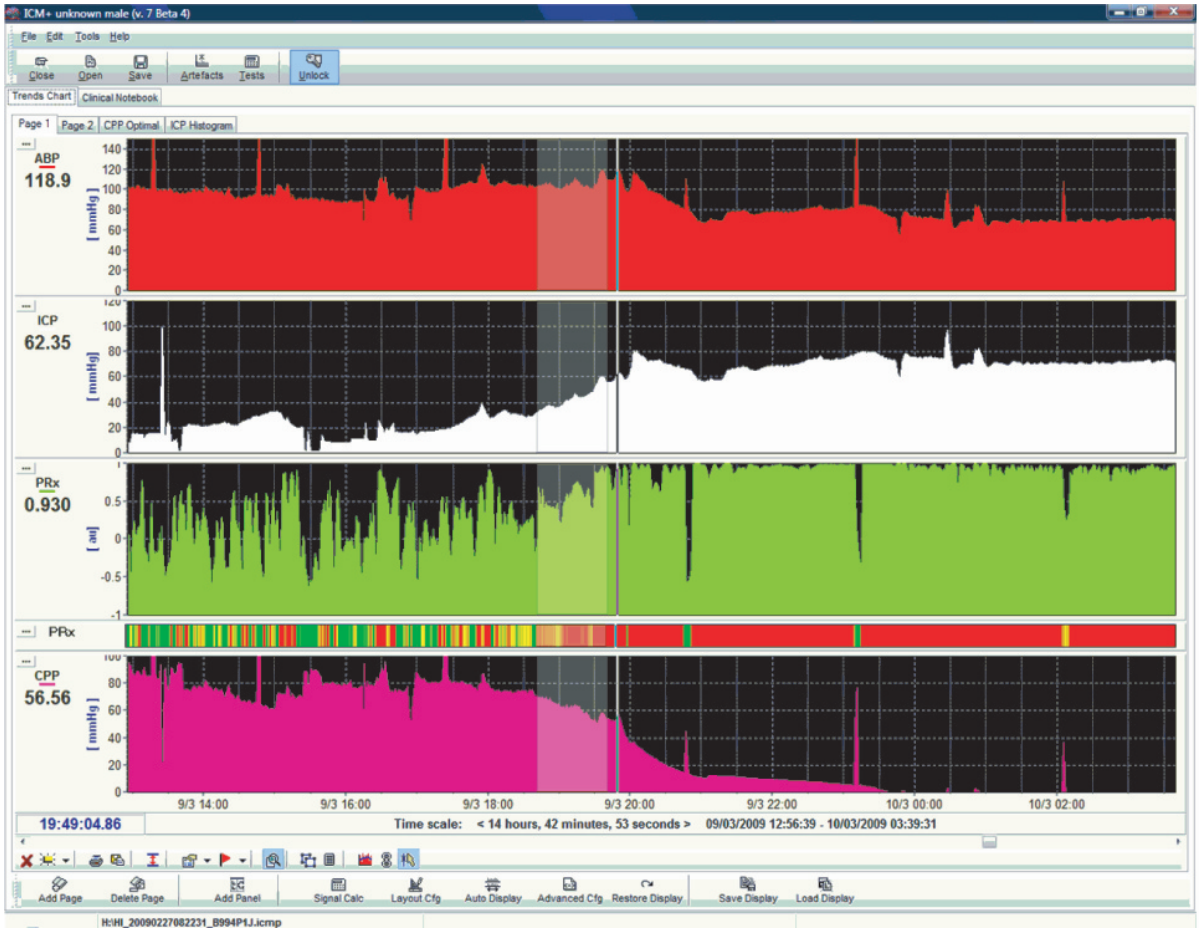 ICM+ unknown male (v. 7 Beta 4)
File Edit Tools Help
Close Open Save Artefacts Tests Unlock
Trends Chart Clinical Notebook
Page 1 Page 2 CPP Optimal ICP Histogram
ABP
118.9
[ mmHg ]
140
120
100
80
60
40
20
0
ICP
62.35
[ mmHg ]
120
100
80
60
40
20
0
PRx
0.930
[ au ]
1
0.5
0
-0.5
-1
PRx
CPP
56.56
[ mmHg ]
100
80
60
40
20
0
9/3 14:00 9/3 16:00 9/3 18:00 9/3 20:00 9/3 22:00 10/3 00:00 10/3 02:00
19:49:04.86 Time scale: < 14 hours, 42 minutes, 53 seconds > 09/03/2009 12:56:39 - 10/03/2009 03:39:31
Add Page Delete Page Add Panel Signal Calc Layout Cfg Auto Display Advanced Cfg Restore Display Save Display Load Display
H:\HI_20090227082231_B994P1J.icmp